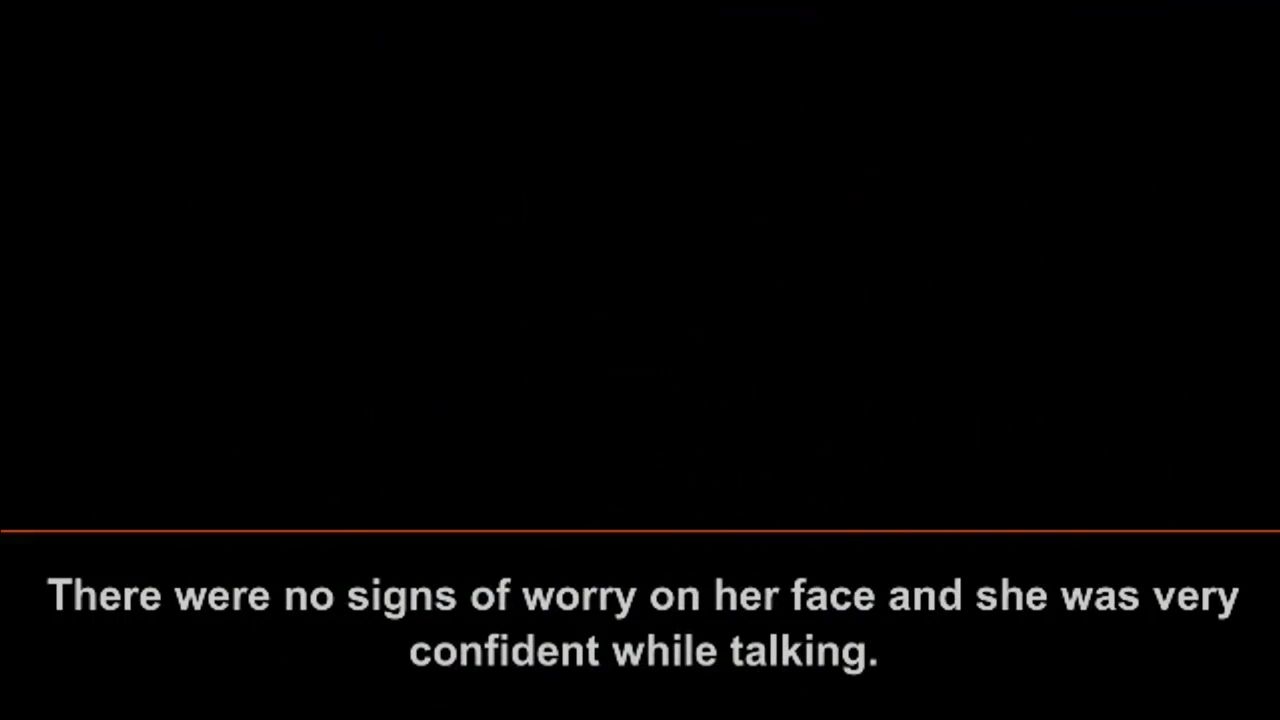 There were no signs of worry on her face and she was very
confident while talking.